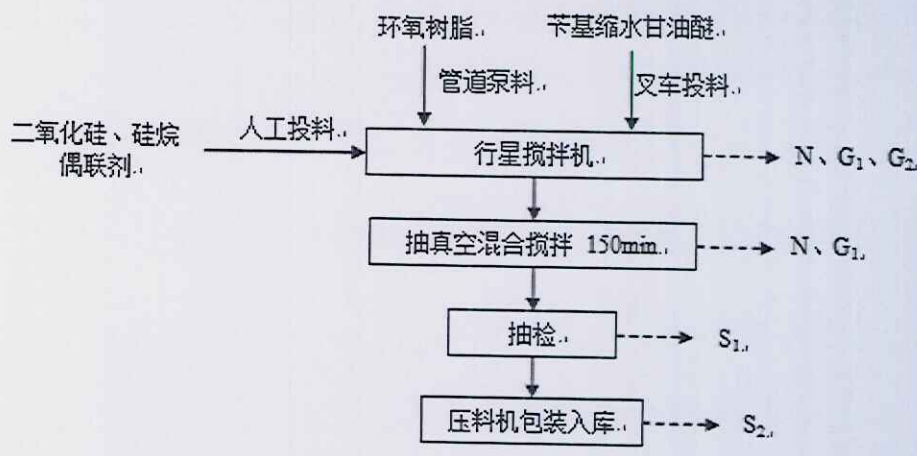 环氧树脂
苄基缩水甘油醚
管道泵料
叉车投料
二氧化硅、硅烷
偶联剂
人工投料
行星搅拌机
N、G₁、G₂
抽真空混合搅拌 150min
N、G₁
抽检
S₁
压料机包装入库
S₂